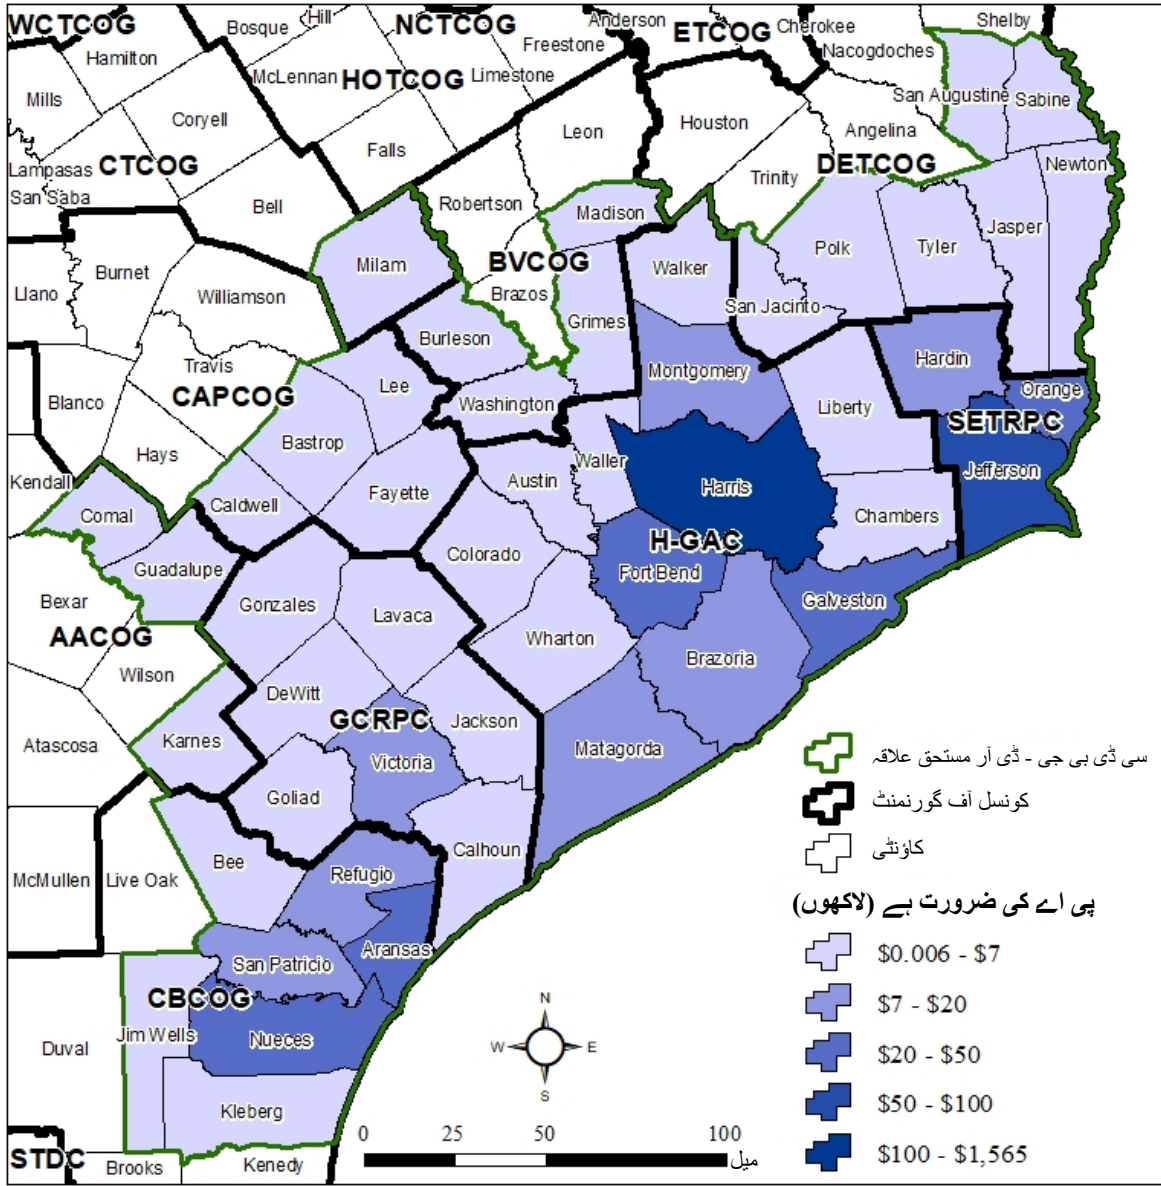 WCTCOG
Hill
Bosque
NCTCOG
Anderson
ETCOG
Cherokee
Shelby
Hamilton
Freestone
Nacogdoches
McLennan
HOTCOG
Limestone
Mills
San Augustine
Sabine
Coryell
Leon
Houston
Angelina
Falls
Lampasas
CTCOG
DETCOG
Newton
San Saba
Trinity
Bell
Robertson
Madison
Jasper
Polk
Tyler
Milam
BVCOG
Walker
Burnet
Llano
Williamson
Brazos
San Jacinto
Grimes
Burleson
Travis
Hardin
Montgomery
Lee
Orange
CAPCOG
Blanco
Washington
Liberty
SETRPC
Bastrop
Hays
Waller
Jefferson
Kendall
Austin
Harris
Fayette
Caldwell
Comal
Chambers
H-GAC
Colorado
Guadalupe
Fort Bend
Bexar
Gonzales
Galveston
Lavaca
AACOG
Wharton
Brazoria
Wilson
DeWitt
GCRPC
Jackson
Karnes
Atascosa
Matagorda
Victoria
Goliad
Calhoun
Bee
Refugio
McMullen
Live Oak
Aransas
San Patricio
CBCOG
Jim Wells
Nueces
Duval
Kleberg
STDC
Brooks
Kenedy
سی ڈی بی جی - ڈی آر مستحق علاقہ
کونسل آف گورنمنٹ
کاؤنٹی
پی اے کی ضرورت ہے (لاکھوں)
$0.006 - $7
$7 - $20
$20 - $50
$50 - $100
$100 - $1,565
N
W E
S
0 25 50 100
میل